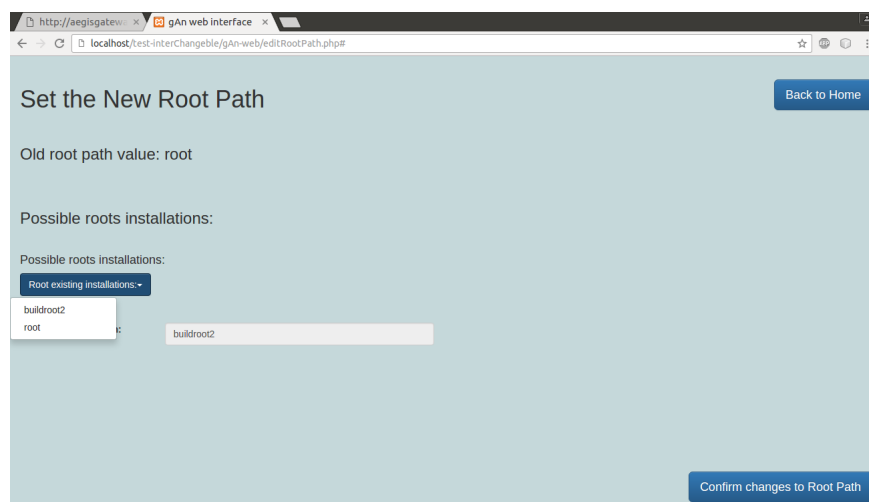 http://aegisgatewa
gAn web interface
localhost/test-interChangeble/gAn-web/editRootPath.php#
Set the New Root Path
Back to Home
Old root path value: root
Possible roots installations:
Possible roots installations:
Root existing installations:
buildroot2
root
buildroot2
Confirm changes to Root Path